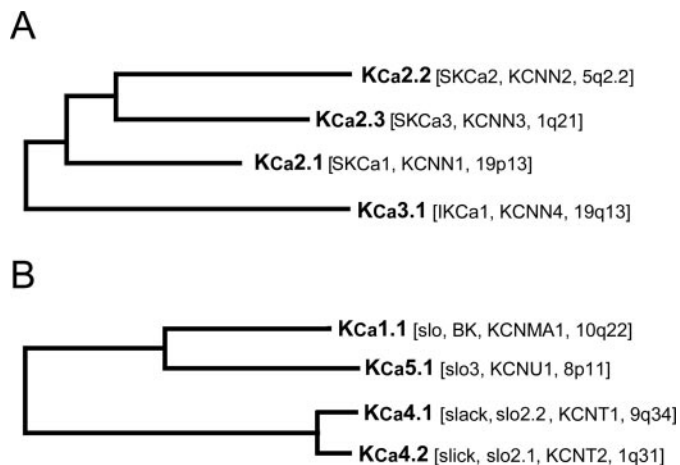 A
KCa2.2 [SKCa2, KCNN2, 5q2.2]
KCa2.3 [SKCa3, KCNN3, 1q21]
KCa2.1 [SKCa1, KCNN1, 19p13]
KCa3.1 [IKCa1, KCNN4, 19q13]
B
KCa1.1 [slo, BK, KCNMA1, 10q22]
KCa5.1 [slo3, KCNU1, 8p11]
KCa4.1 [slack, slo2.2, KCNT1, 9q34]
KCa4.2 [slick, slo2.1, KCNT2, 1q31]